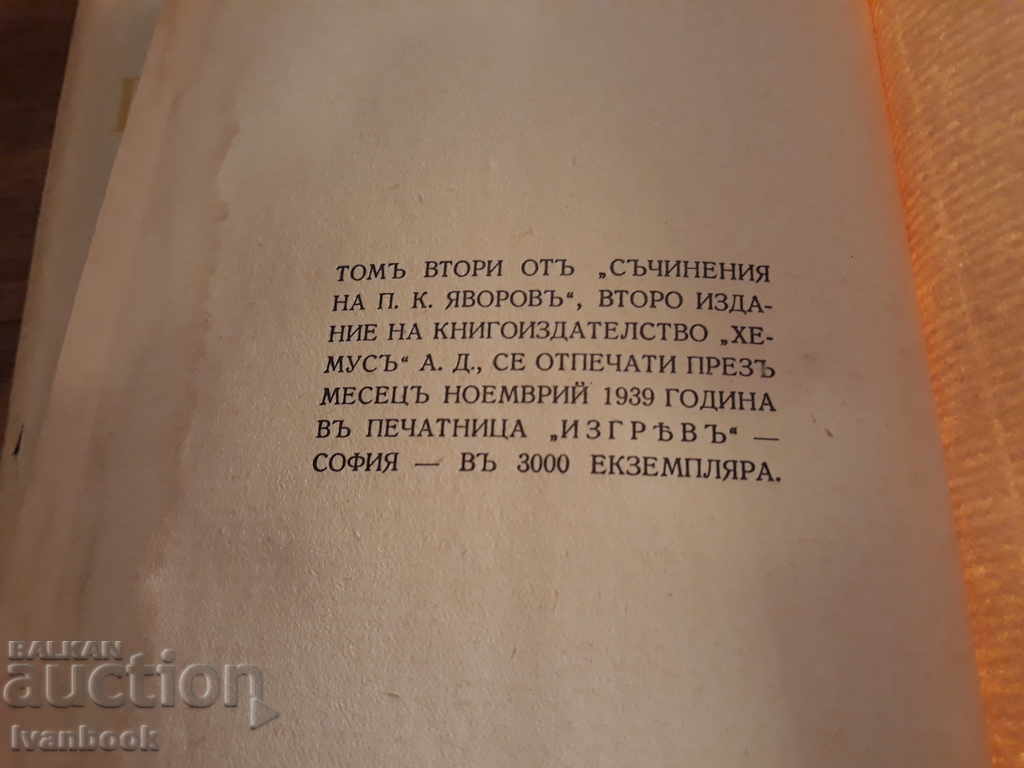 ТОМЪ ВТОРИ ОТЪ „СЪЧИНЕНИЯ
НА П. К. ЯВОРОВЪ“, ВТОРО ИЗДА-
НИЕ НА КНИГОИЗДАТЕЛСТВО „ХЕ-
МУСЪ“ А. Д., СЕ ОТПЕЧАТИ ПРЕЗЪ
МЕСЕЦЪ НОЕМВРИЙ 1939 ГОДИНА
ВЪ ПЕЧАТНИЦА „ИЗГРѢВЪ“ —
СОФИЯ — ВЪ 3000 ЕКЗЕМПЛЯРА.
BALKAN
auction
Ivanbook